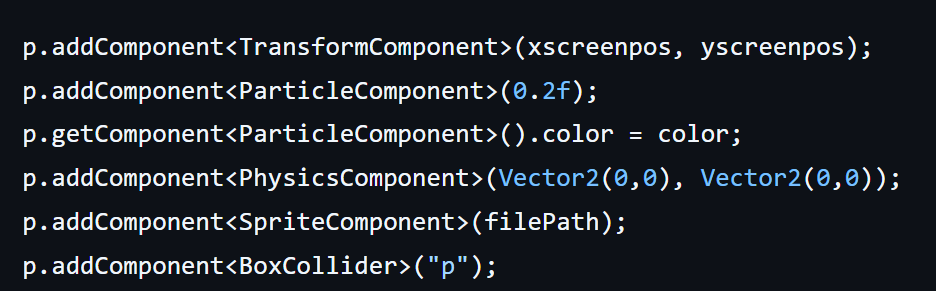 p.addComponent<TransformComponent>(xscreenpos, yscreenpos);
p.addComponent<ParticleComponent>(0.2f);
p.getComponent<ParticleComponent>().color = color;
p.addComponent<PhysicsComponent>(Vector2(0,0), Vector2(0,0));
p.addComponent<SpriteComponent>(filePath);
p.addComponent<BoxCollider>("p");